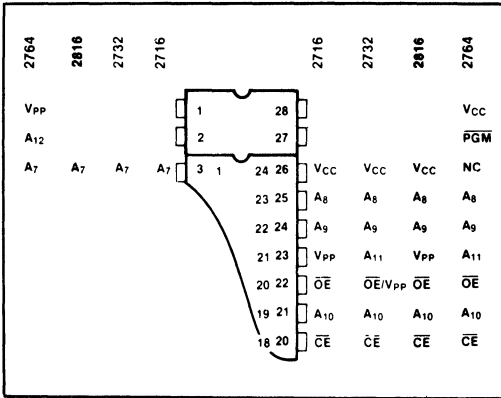 2764 2816 2732 2716 2716 2732 2816 2764
VPP 1 28 VCC
A12 2 27 PGM
A7 A7 A7 A7 3 1 24 26 VCC VCC VCC NC
23 25 A8 A8 A8 A8
22 24 A9 A9 A9 A9
21 23 VPP A11 VPP A11
20 22 OE OE/VPP OE OE
19 21 A10 A10 A10 A10
18 20 CE CE CE CE